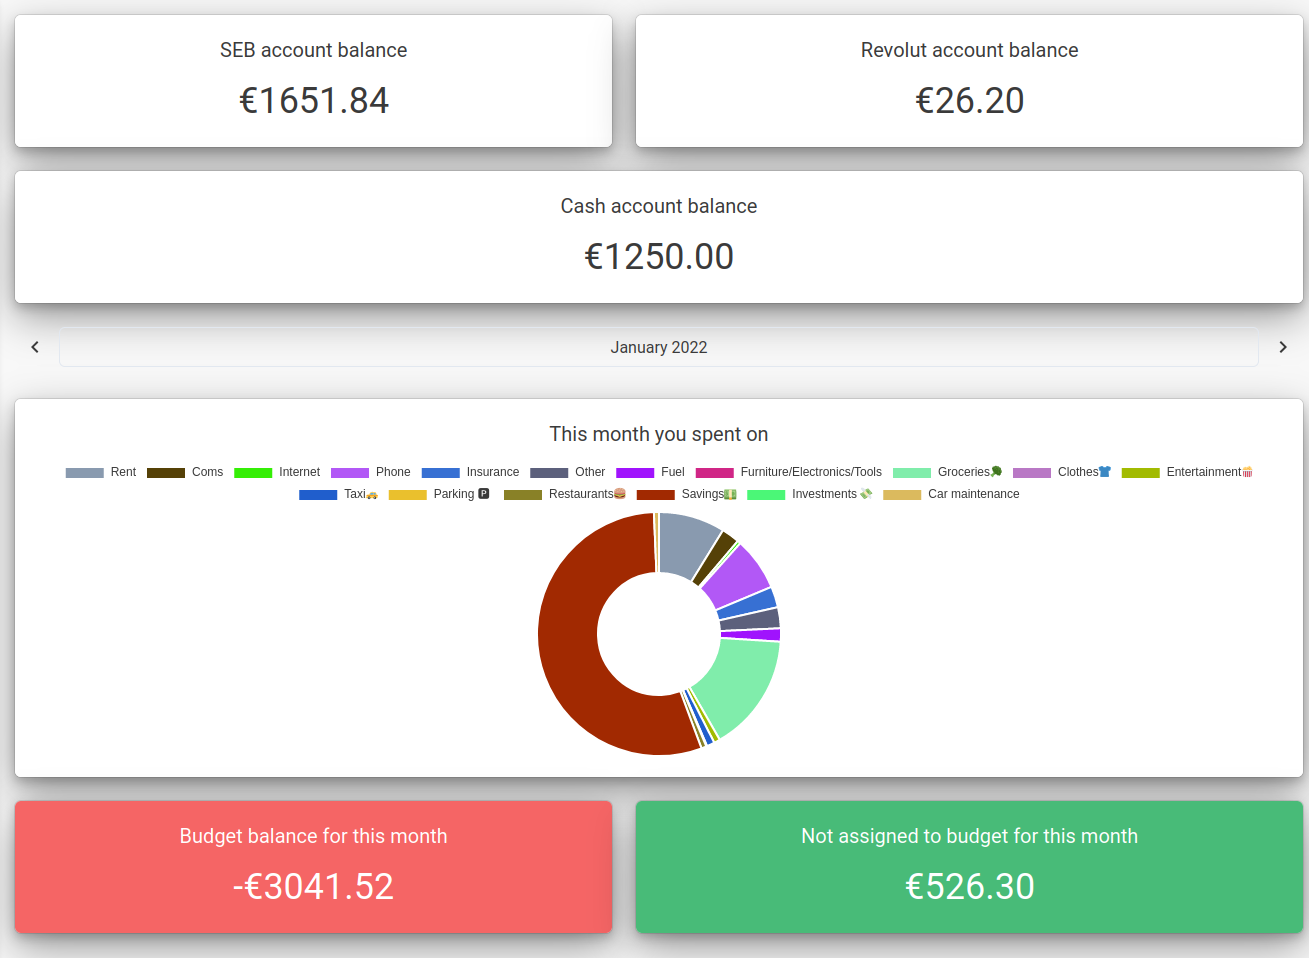 SEB account balance
€1651.84
Revolut account balance
€26.20
Cash account balance
€1250.00
January 2022
This month you spent on
Rent Coms Internet Phone Insurance Other Fuel Furniture/Electronics/Tools Groceries🥦 Clothes👕 Entertainment🍿
Taxi🚕 Parking 🅿 Restaurants🍔 Savings💵 Investments 💸 Car maintenance
Budget balance for this month
-€3041.52
Not assigned to budget for this month
€526.30